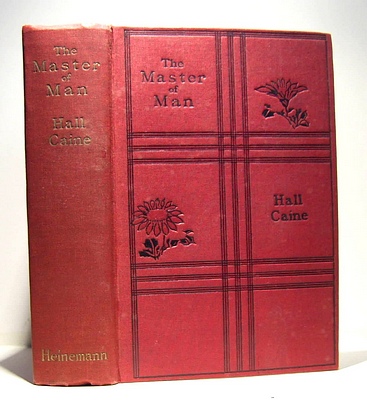 The
Master
of
Man
Hall
Caine
Heinemann
The
Master
of
Man
Hall
Caine